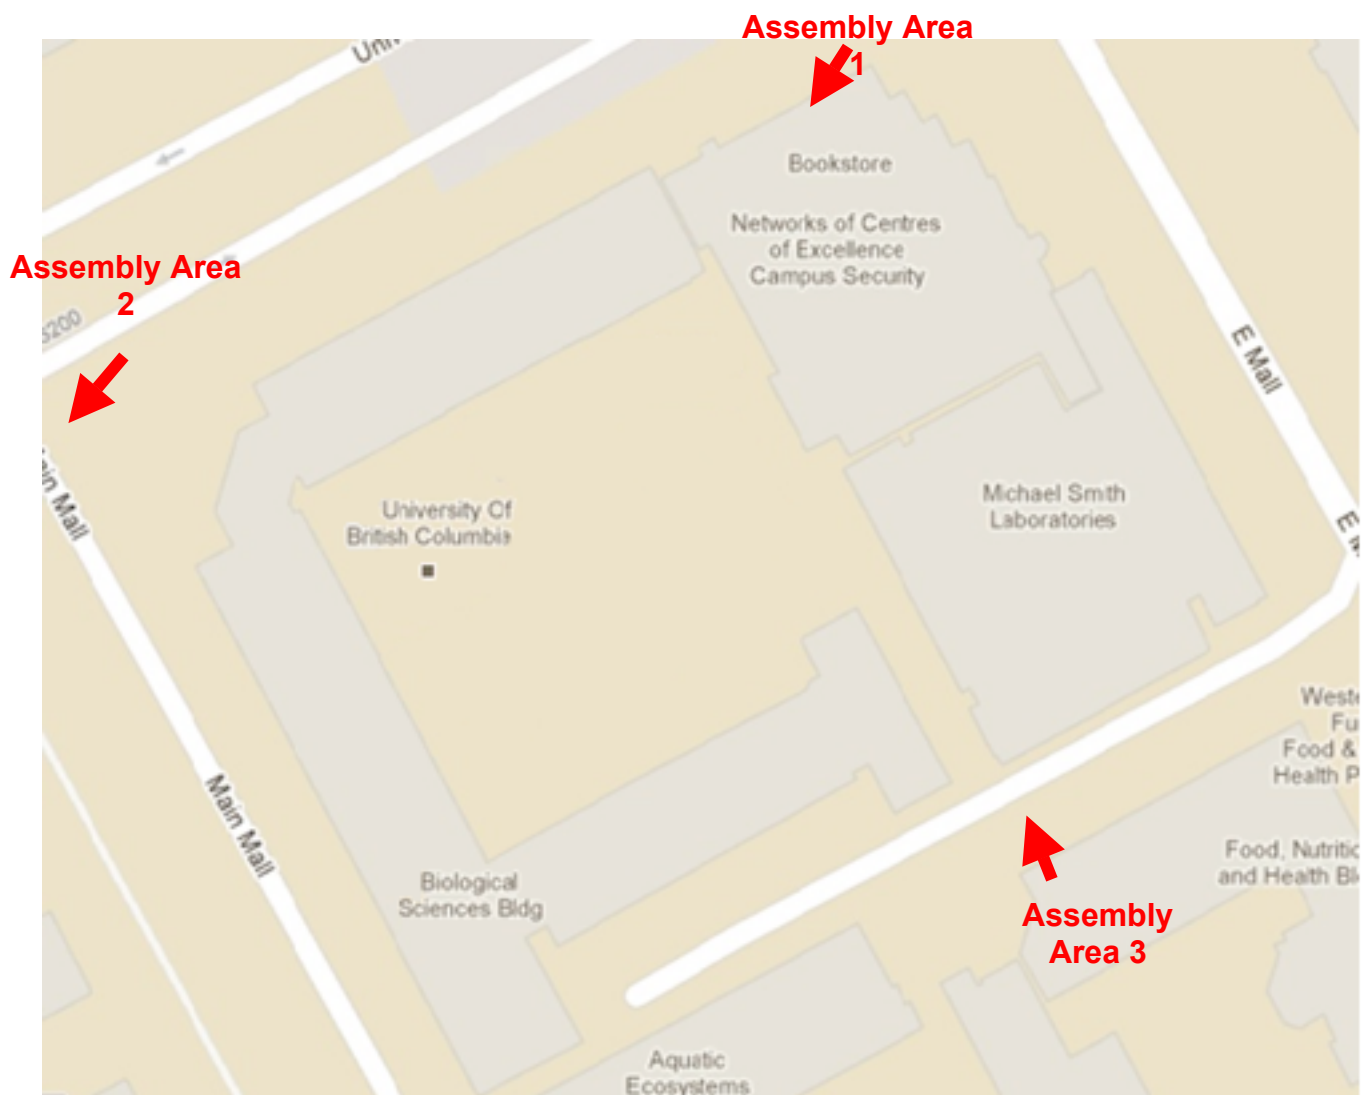 Assembly Area
1
Bookstore
Networks of Centres
of Excellence
Campus Security
Assembly Area
2
E Mall
Main Mall
University Of
British Columbia
Michael Smith
Laboratories
Food &
Health P
Main Mall
Food, Nutritic
and Health Bl
Biological
Sciences Bldg
Assembly
Area 3
Aquatic
Ecosystems